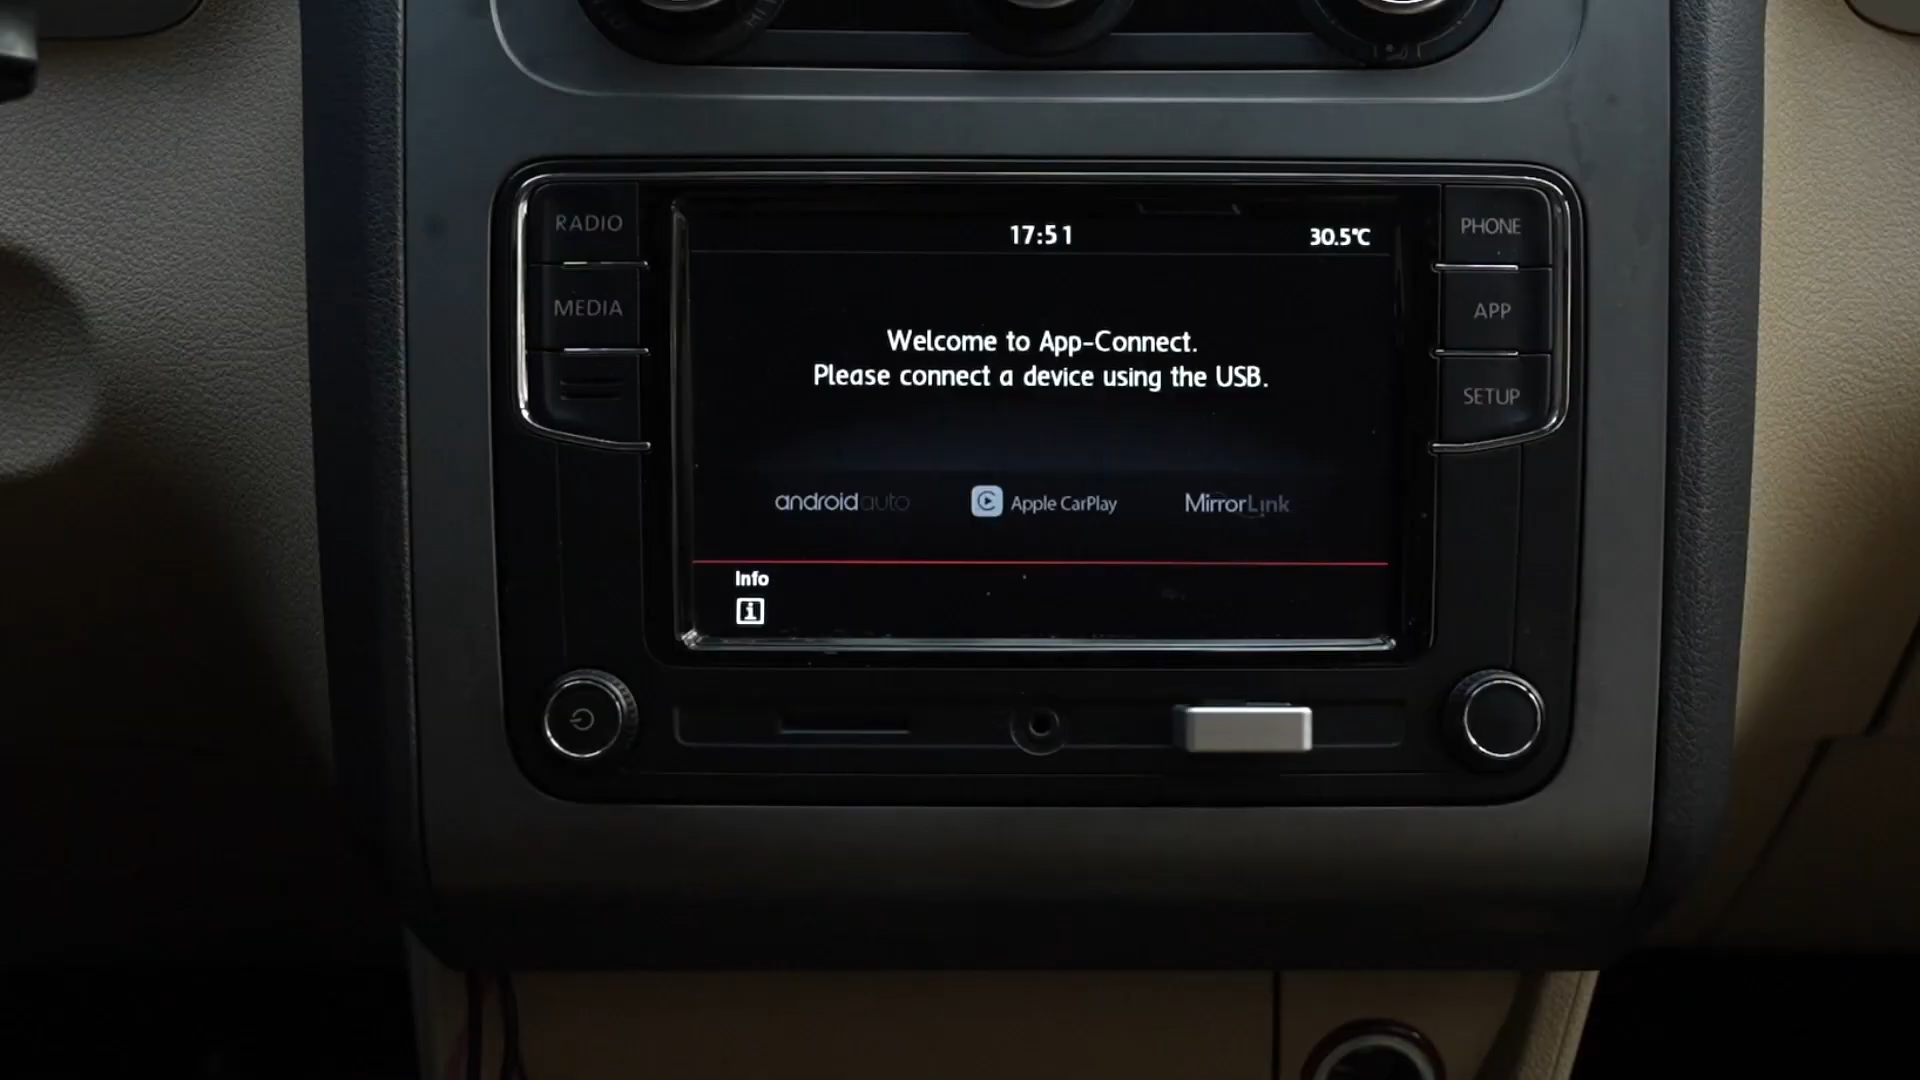 RADIO
MEDIA
PHONE
APP
SETUP
17:51
30.5°C
Welcome to App-Connect.
Please connect a device using the USB.
androidauto
Apple CarPlay
MirrorLink
Info
i